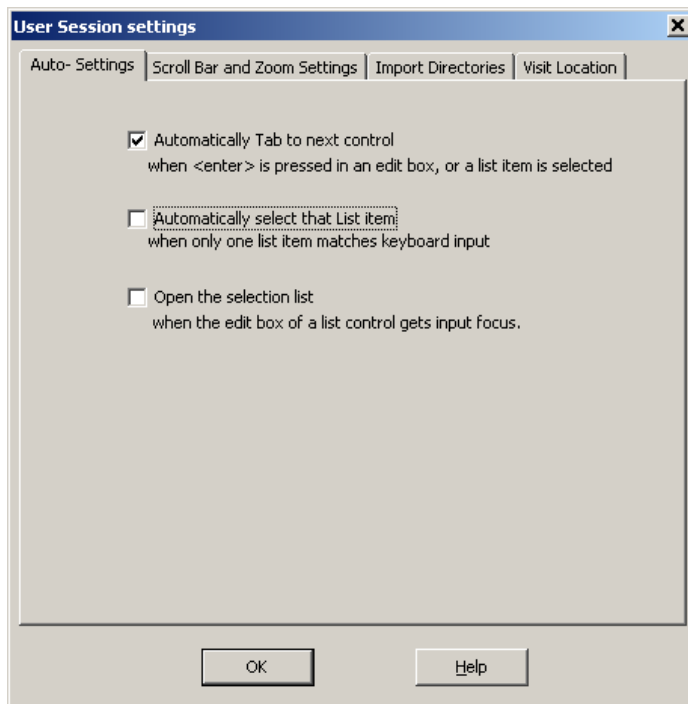 User Session settings
Auto- Settings Scroll Bar and Zoom Settings Import Directories Visit Location
Automatically Tab to next control
when <enter> is pressed in an edit box, or a list item is selected
Automatically select that List item
when only one list item matches keyboard input
Open the selection list
when the edit box of a list control gets input focus.
OK Help